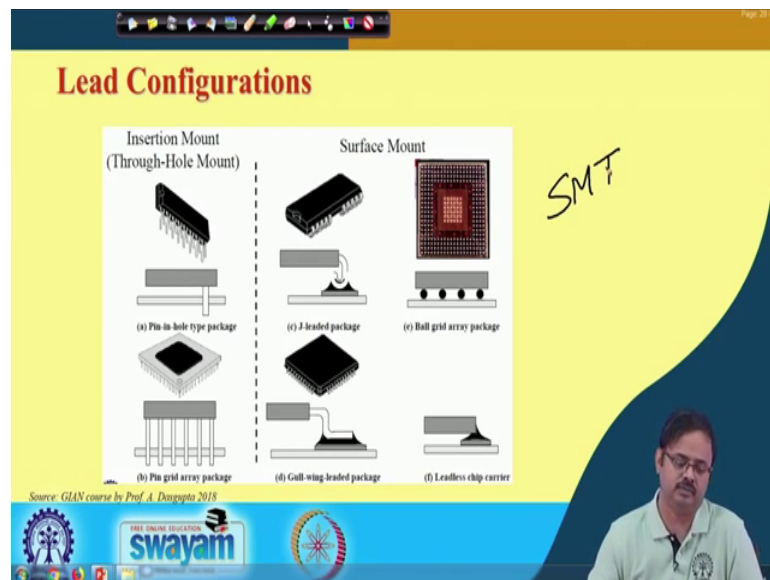 Page: 28
Lead Configurations
Insertion Mount
(Through-Hole Mount)
Surface Mount
SMT
(a) Pin-in-hole type package
(c) J-leaded package
(e) Ball grid array package
(b) Pin grid array package
(d) Gull-wing-leaded package
(f) Leadless chip carrier
Source: GIAN course by Prof. A. Dasgupta 2018
FREE ONLINE EDUCATION
swayam